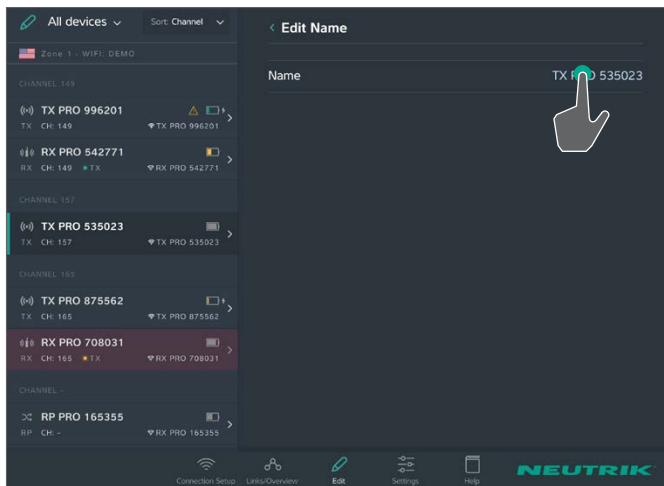 All devices
Sort: Channel
Zone 1 - WIFI: DEMO
CHANNEL 149
TX PRO 996201
TX CH: 149 TX PRO 996201
RX PRO 542771
RX CH: 149 TX RX PRO 542771
CHANNEL 157
TX PRO 535023
TX CH: 157 TX PRO 535023
CHANNEL 165
TX PRO 875562
TX CH: 165 TX PRO 875562
RX PRO 708031
RX CH: 165 TX RX PRO 708031
CHANNEL -
RP PRO 165355
RP CH: - RX PRO 165355
Edit Name
Name
TX 535023
Connection Setup
Links/Overview
Edit
Settings
Help
NEUTRIK